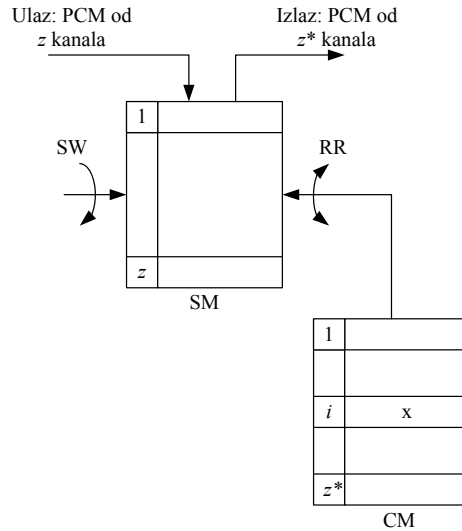 Ulaz: PCM od
z kanala
Izlaz: PCM od
z* kanala
1
SW
RR
z
SM
1
i x
z*
CM